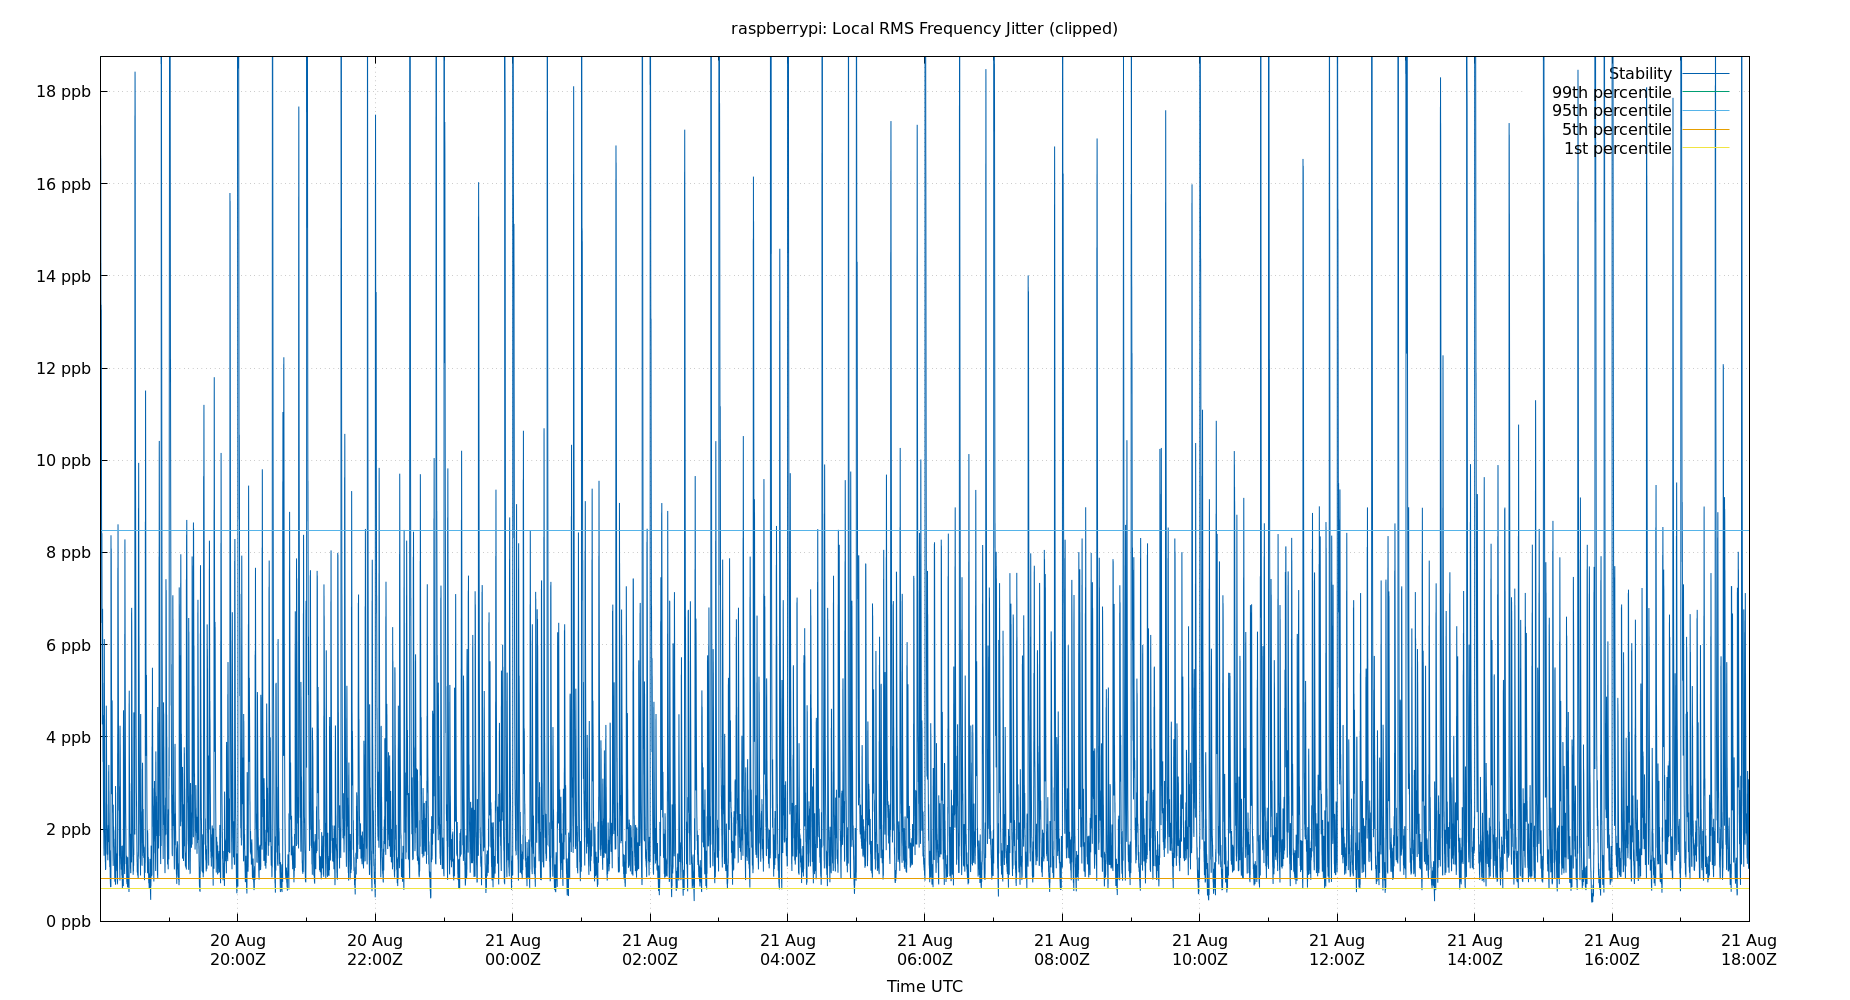 raspberrypi: Local RMS Frequency Jitter (clipped)
Stability
99th percentile
95th percentile
5th percentile
1st percentile
18 ppb
16 ppb
14 ppb
12 ppb
10 ppb
8 ppb
6 ppb
4 ppb
2 ppb
0 ppb
20 Aug 20 Aug 21 Aug 21 Aug 21 Aug 21 Aug 21 Aug 21 Aug 21 Aug 21 Aug 21 Aug 21 Aug
20:00Z 22:00Z 00:00Z 02:00Z 04:00Z 06:00Z 08:00Z 10:00Z 12:00Z 14:00Z 16:00Z 18:00Z
Time UTC